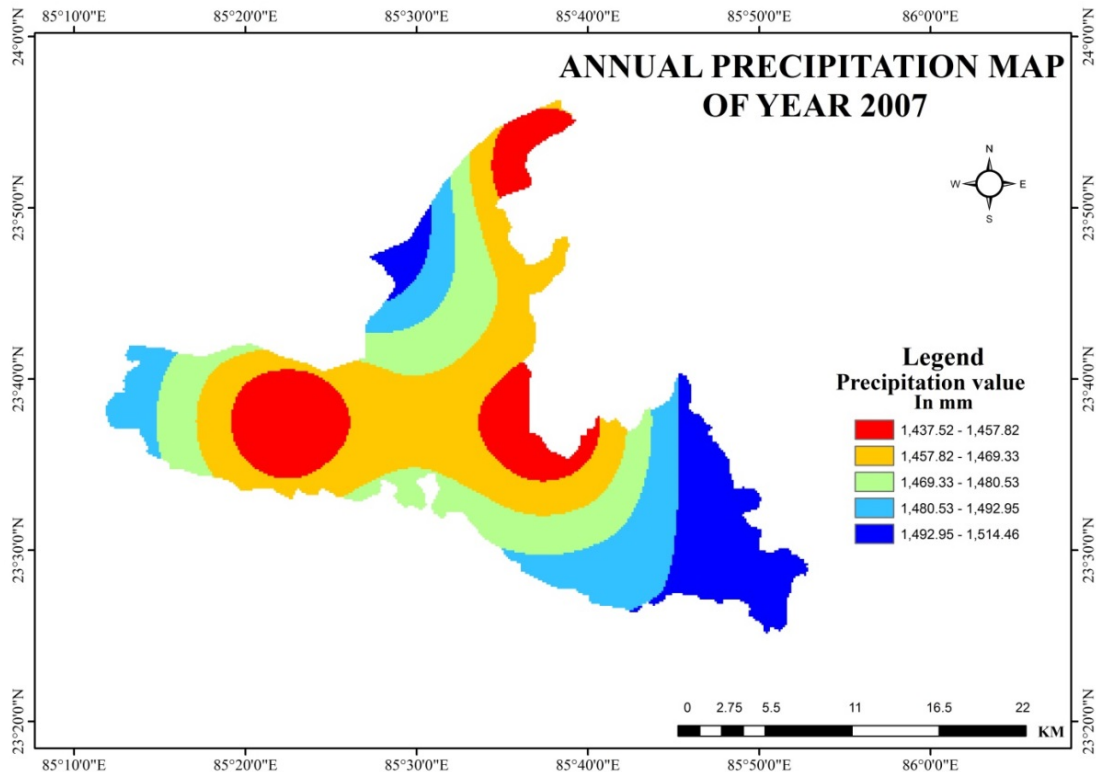 85°10'0"E 85°20'0"E 85°30'0"E 85°40'0"E 85°50'0"E 86°0'0"E
24°0'0"N 24°0'0"N
ANNUAL PRECIPITATION MAP
OF YEAR 2007
N
W E
S
23°50'0"N 23°50'0"N
23°40'0"N 23°40'0"N
Legend
Precipitation value
In mm
1,437.52 - 1,457.82
1,457.82 - 1,469.33
1,469.33 - 1,480.53
1,480.53 - 1,492.95
1,492.95 - 1,514.46
23°30'0"N 23°30'0"N
0 2.75 5.5 11 16.5 22
KM
23°20'0"N 23°20'0"N
85°10'0"E 85°20'0"E 85°30'0"E 85°40'0"E 85°50'0"E 86°0'0"E